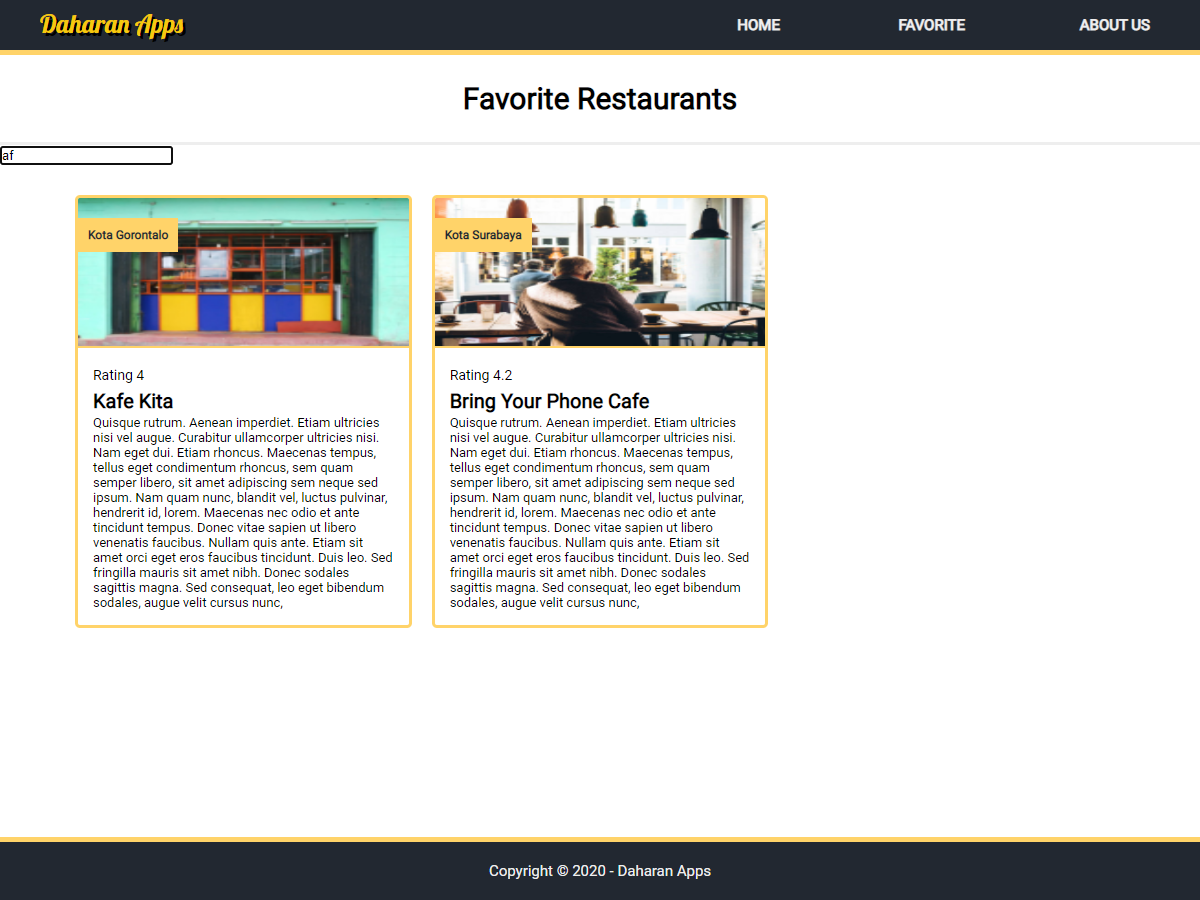 Daharan Apps
HOME
FAVORITE
ABOUT US
Favorite Restaurants
af
Kota Gorontalo
Rating 4
Kafe Kita
Quisque rutrum. Aenean imperdiet. Etiam ultricies
nisi vel augue. Curabitur ullamcorper ultricies nisi.
Nam eget dui. Etiam rhoncus. Maecenas tempus,
tellus eget condimentum rhoncus, sem quam
semper libero, sit amet adipiscing sem neque sed
ipsum. Nam quam nunc, blandit vel, luctus pulvinar,
hendrerit id, lorem. Maecenas nec odio et ante
tincidunt tempus. Donec vitae sapien ut libero
venenatis faucibus. Nullam quis ante. Etiam sit
amet orci eget eros faucibus tincidunt. Duis leo. Sed
fringilla mauris sit amet nibh. Donec sodales
sagittis magna. Sed consequat, leo eget bibendum
sodales, augue velit cursus nunc,
Kota Surabaya
Rating 4.2
Bring Your Phone Cafe
Quisque rutrum. Aenean imperdiet. Etiam ultricies
nisi vel augue. Curabitur ullamcorper ultricies nisi.
Nam eget dui. Etiam rhoncus. Maecenas tempus,
tellus eget condimentum rhoncus, sem quam
semper libero, sit amet adipiscing sem neque sed
ipsum. Nam quam nunc, blandit vel, luctus pulvinar,
hendrerit id, lorem. Maecenas nec odio et ante
tincidunt tempus. Donec vitae sapien ut libero
venenatis faucibus. Nullam quis ante. Etiam sit
amet orci eget eros faucibus tincidunt. Duis leo. Sed
fringilla mauris sit amet nibh. Donec sodales
sagittis magna. Sed consequat, leo eget bibendum
sodales, augue velit cursus nunc,
Copyright © 2020 - Daharan Apps